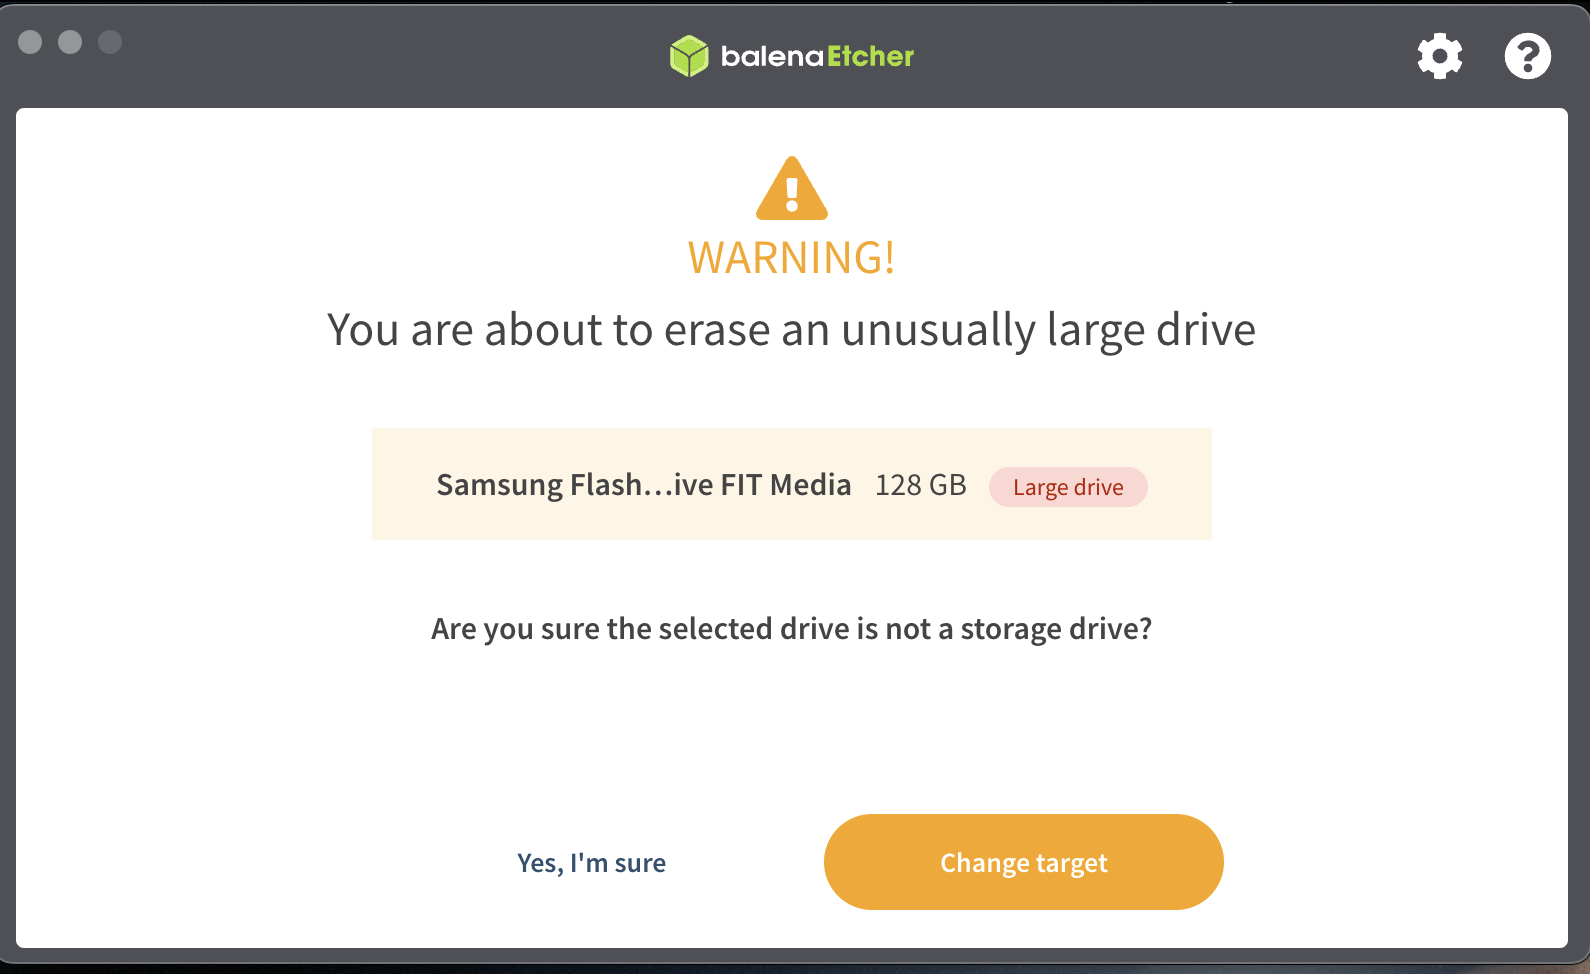 balenaEtcher
WARNING!
You are about to erase an unusually large drive
Samsung Flash...ive FIT Media 128 GB Large drive
Are you sure the selected drive is not a storage drive?
Yes, I'm sure Change target